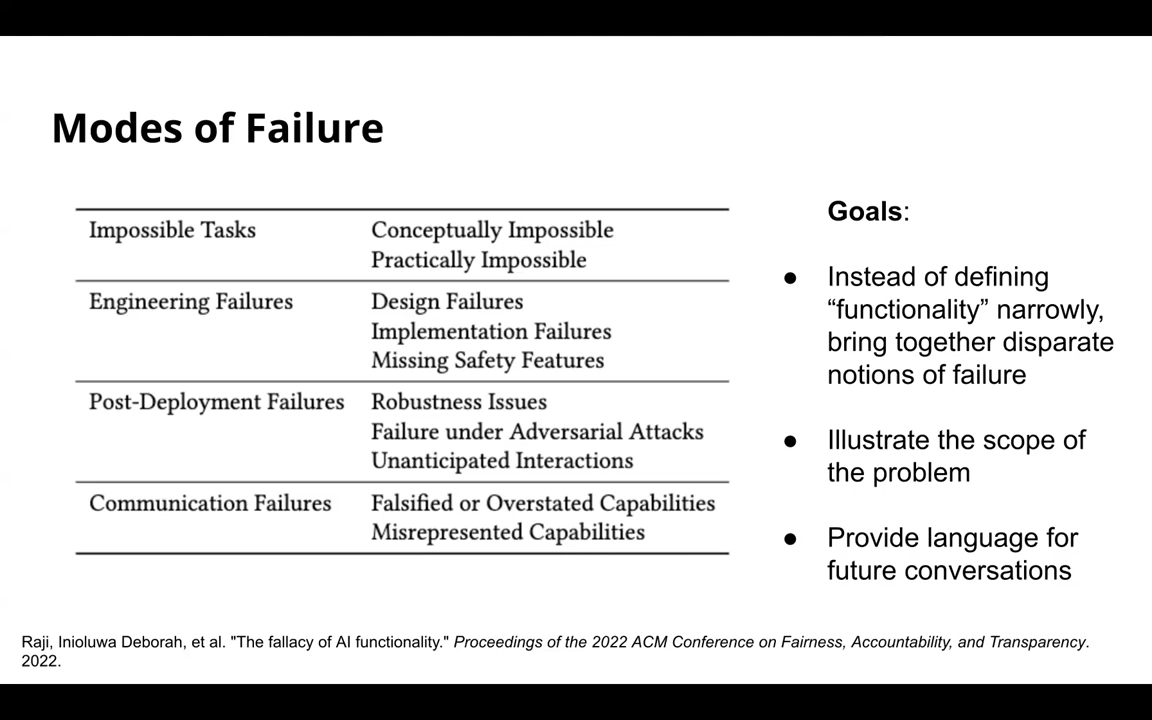 Modes of Failure
Impossible Tasks
Conceptually Impossible
Practically Impossible
Engineering Failures
Design Failures
Implementation Failures
Missing Safety Features
Post-Deployment Failures
Robustness Issues
Failure under Adversarial Attacks
Unanticipated Interactions
Communication Failures
Falsified or Overstated Capabilities
Misrepresented Capabilities
Goals:
● Instead of defining
“functionality” narrowly,
bring together disparate
notions of failure
● Illustrate the scope of
the problem
● Provide language for
future conversations
Raji, Inioluwa Deborah, et al. "The fallacy of AI functionality." Proceedings of the 2022 ACM Conference on Fairness, Accountability, and Transparency.
2022.